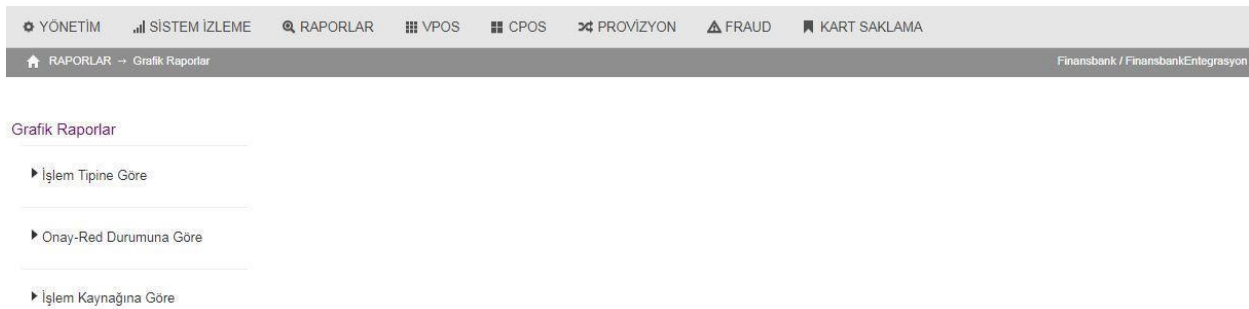 YÖNETİM SİSTEM İZLEME RAPORLAR VPOS CPOS PROVİZYON FRAUD KART SAKLAMA
RAPORLAR → Grafik Raporlar Finansbank / FinansbankEntegrasyon
Grafik Raporlar
İşlem Tipine Göre
Onay-Red Durumuna Göre
İşlem Kaynağına Göre